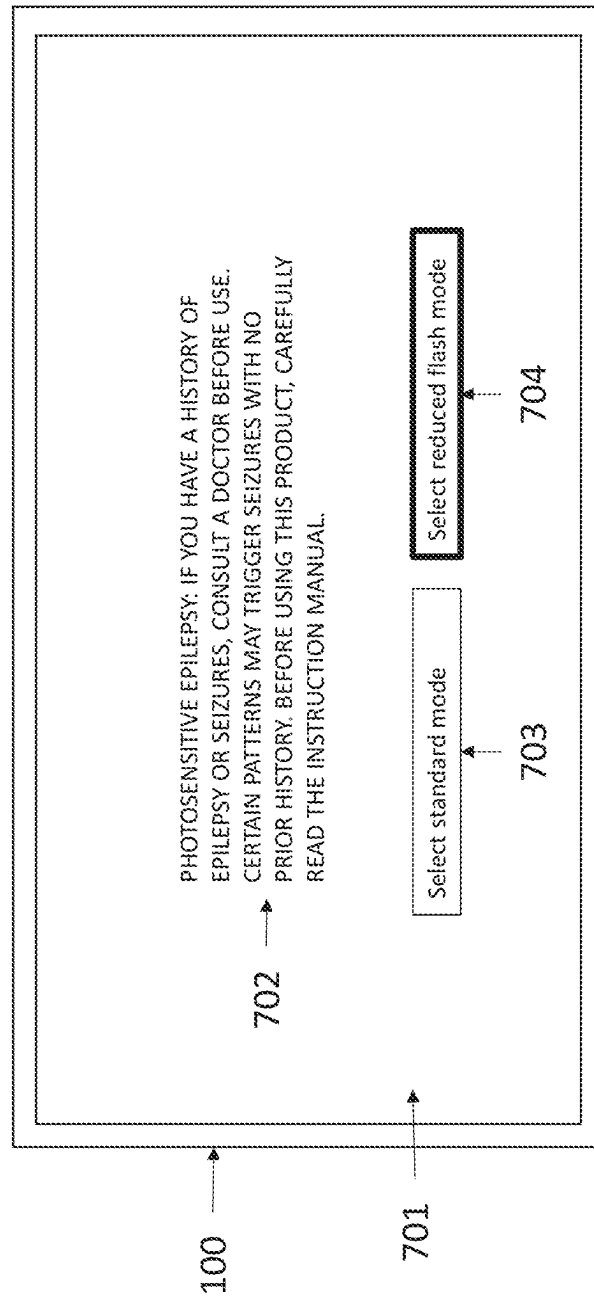 PHOTOSENSITIVE EPILEPSY: IF YOU HAVE A HISTORY OF
EPILEPSY OR SEIZURES, CONSULT A DOCTOR BEFORE USE.
CERTAIN PATTERNS MAY TRIGGER SEIZURES WITH NO
PRIOR HISTORY. BEFORE USING THIS PRODUCT, CAREFULLY
READ THE INSTRUCTION MANUAL.
702
Select standard mode
Select reduced flash mode
703
704
100
701